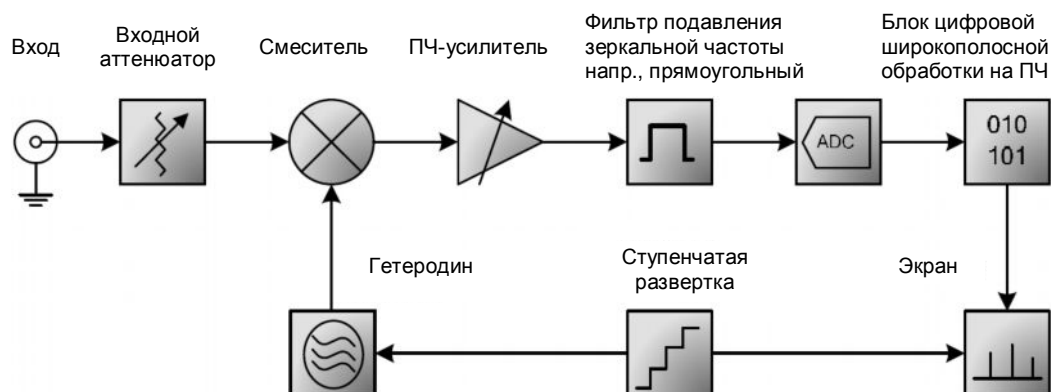 Вход
Входной
аттенюатор
Смеситель
ПЧ-усилитель
Фильтр подавления
зеркальной частоты
напр., прямоугольный
Блок цифровой
широкополосной
обработки на ПЧ
ADC
010
101
Гетеродин
Ступенчатая
развертка
Экран